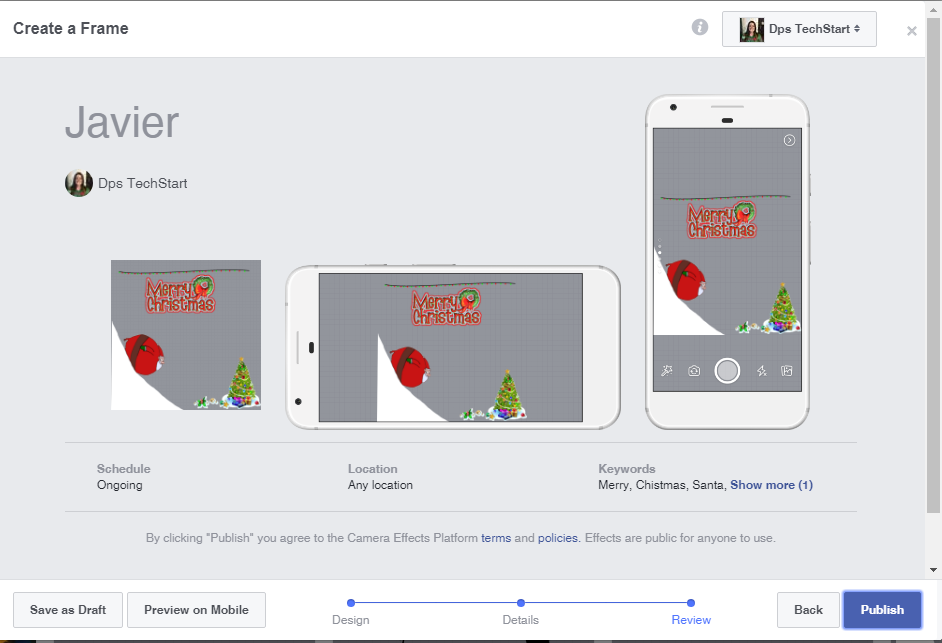 Create a Frame
Dps TechStart
Javier
Dps TechStart
Merry
Christmas
Merry
Christmas
Merry
Christmas
Schedule
Ongoing
Location
Any location
Keywords
Merry, Chistmas, Santa, Show more (1)
By clicking "Publish" you agree to the Camera Effects Platform terms and policies. Effects are public for anyone to use.
Save as Draft
Preview on Mobile
Design
Details
Review
Back
Publish